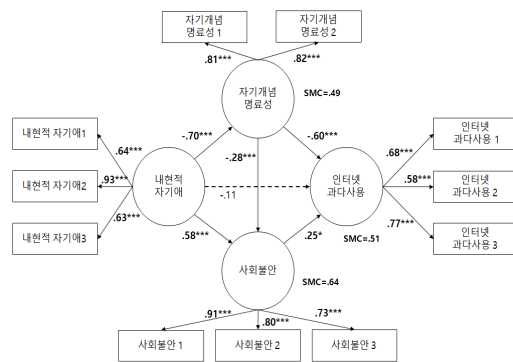 자기개념
명료성 1
자기개념
명료성 2
.81***
.82***
자기개념
명료성
SMC=.49
내현적 자기애1
인터넷
과다사용 1
-.70***
-.60***
.64***
.68***
-.28***
내현적 자기애2
.93***
내현적
자기애
-.11
인터넷
과다사용
.58***
인터넷
과다사용 2
.63***
.77***
내현적 자기애3
.58***
.25*
SMC=.51
인터넷
과다사용 3
사회불안
SMC=.64
.91***
.80***
.73***
사회불안 1
사회불안 2
사회불안 3